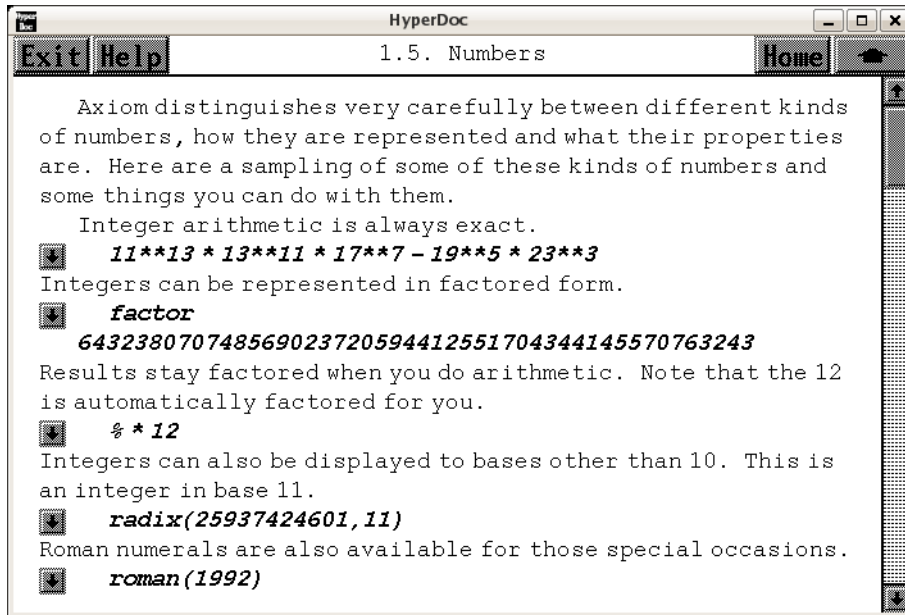 Hyper Doc
HyperDoc
Exit Help 1.5. Numbers Home
Axiom distinguishes very carefully between different kinds
of numbers, how they are represented and what their properties
are. Here are a sampling of some of these kinds of numbers and
some things you can do with them.
Integer arithmetic is always exact.
11**13 * 13**11 * 17**7 - 19**5 * 23**3
Integers can be represented in factored form.
factor
643238070748569023720594412551704344145570763243
Results stay factored when you do arithmetic. Note that the 12
is automatically factored for you.
% * 12
Integers can also be displayed to bases other than 10. This is
an integer in base 11.
radix(25937424601,11)
Roman numerals are also available for those special occasions.
roman(1992)